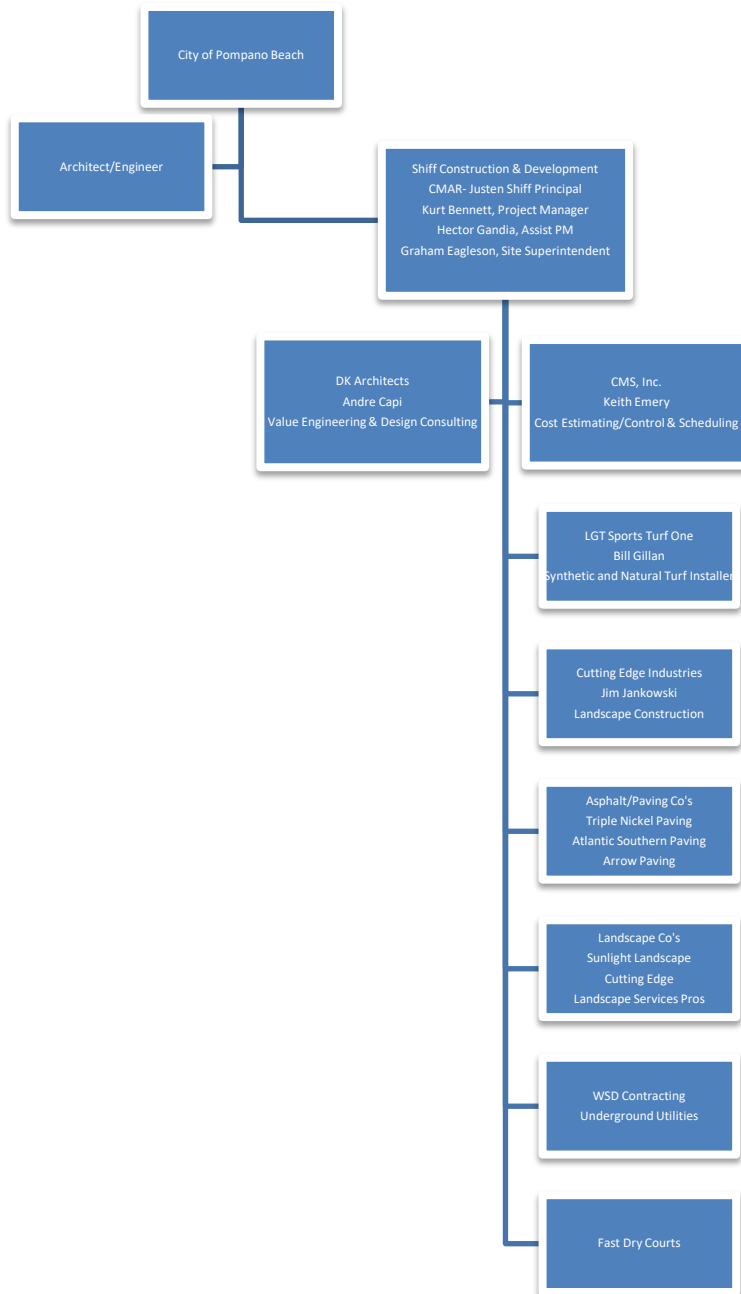 City of Pompano Beach
Architect/Engineer
Shiff Construction & Development
CMAR- Justen Shiff Principal
Kurt Bennett, Project Manager
Hector Gandia, Assist PM
Graham Eagleson, Site Superintendent
DK Architects
Andre Capi
Value Engineering & Design Consulting
CMS, Inc.
Keith Emery
Cost Estimating/Control & Scheduling
LGT Sports Turf One
Bill Gillan
Synthetic and Natural Turf Installer
Cutting Edge Industries
Jim Jankowski
Landscape Construction
Asphalt/Paving Co's
Triple Nickel Paving
Atlantic Southern Paving
Arrow Paving
Landscape Co's
Sunlight Landscape
Cutting Edge
Landscape Services Pros
WSD Contracting
Underground Utilities
Fast Dry Courts